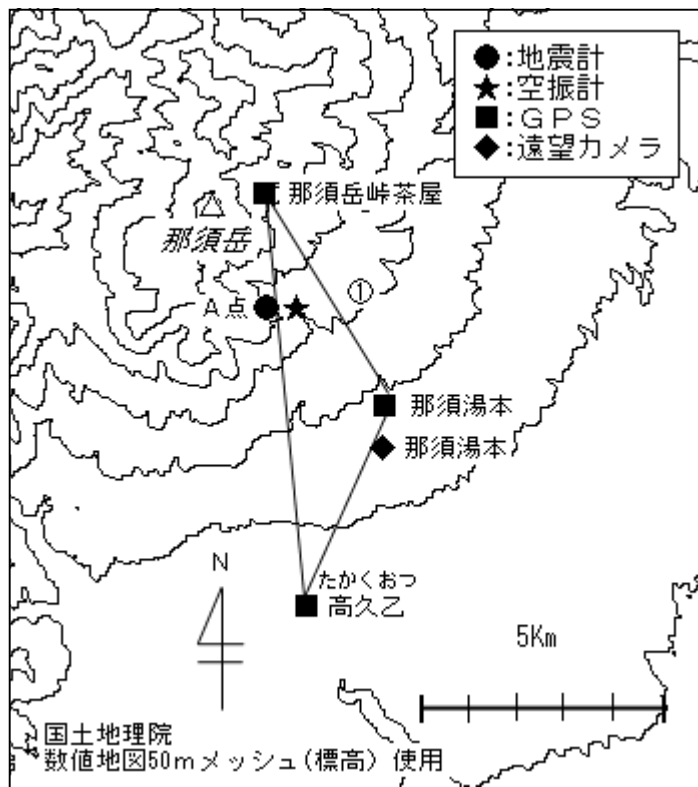 ●:地震計
★:空振計
■:ＧＰＳ
◆:遠望カメラ
那須岳峠茶屋
那須岳
①
Ａ点
那須湯本
那須湯本
たかくおつ
高久乙
N
5Km
国土地理院
数値地図50ｍメッシュ(標高) 使用